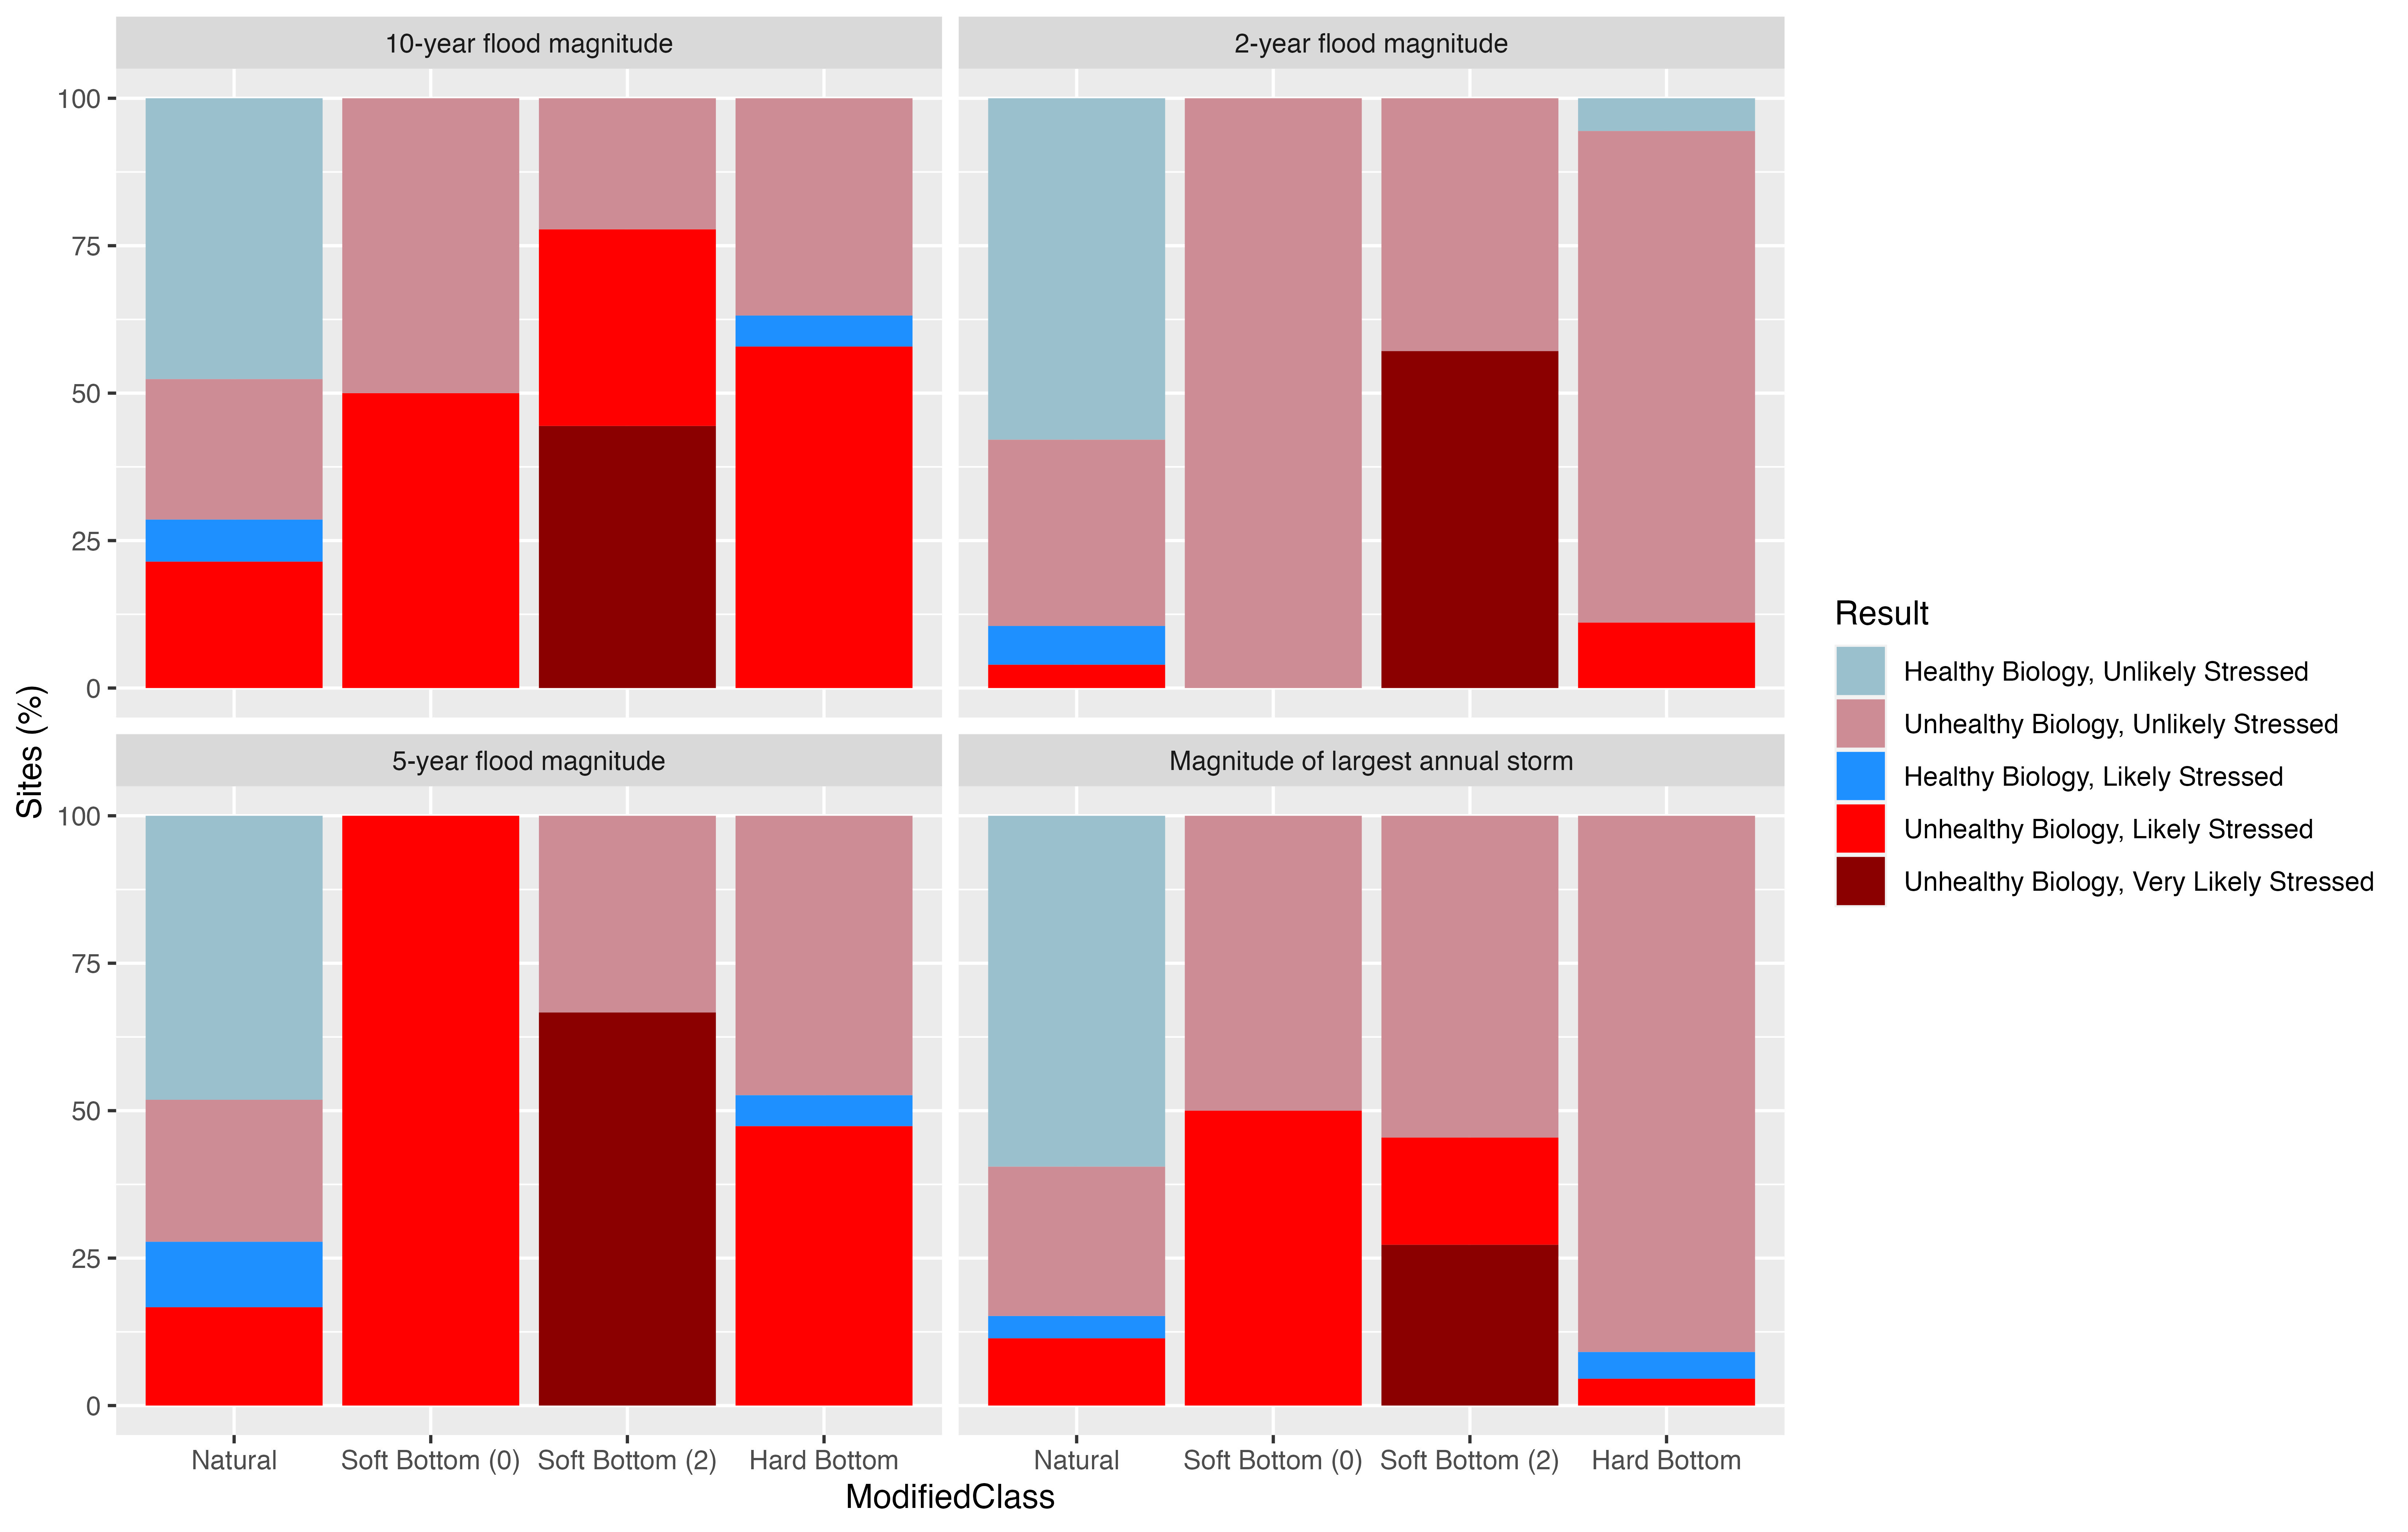 10-year flood magnitude
2-year flood magnitude
100
75
50
25
0
5-year flood magnitude
Magnitude of largest annual storm
100
75
50
25
0
Sites (%)
Natural
Soft Bottom (0)
Soft Bottom (2)
Hard Bottom
Natural
Soft Bottom (0)
Soft Bottom (2)
Hard Bottom
ModifiedClass
Result
Healthy Biology, Unlikely Stressed
Unhealthy Biology, Unlikely Stressed
Healthy Biology, Likely Stressed
Unhealthy Biology, Likely Stressed
Unhealthy Biology, Very Likely Stressed